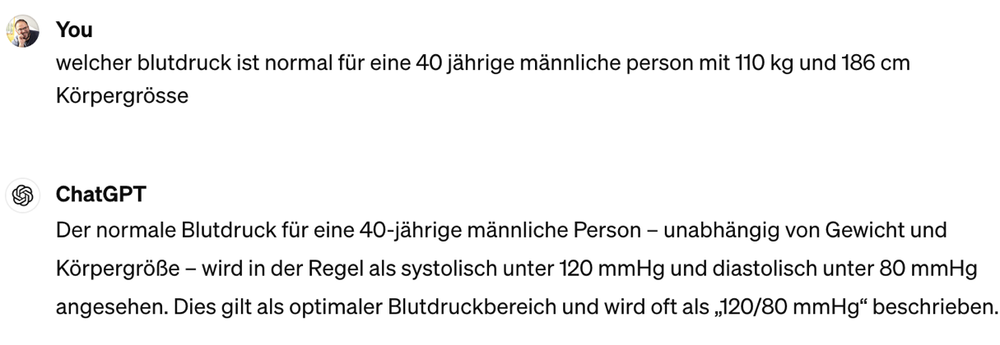 You
welcher blutdruck ist normal für eine 40 jährige männliche person mit 110 kg und 186 cm
Körpergrösse
ChatGPT
Der normale Blutdruck für eine 40-jährige männliche Person – unabhängig von Gewicht und
Körpergröße – wird in der Regel als systolisch unter 120 mmHg und diastolisch unter 80 mmHg
angesehen. Dies gilt als optimaler Blutdruckbereich und wird oft als „120/80 mmHg“ beschrieben.